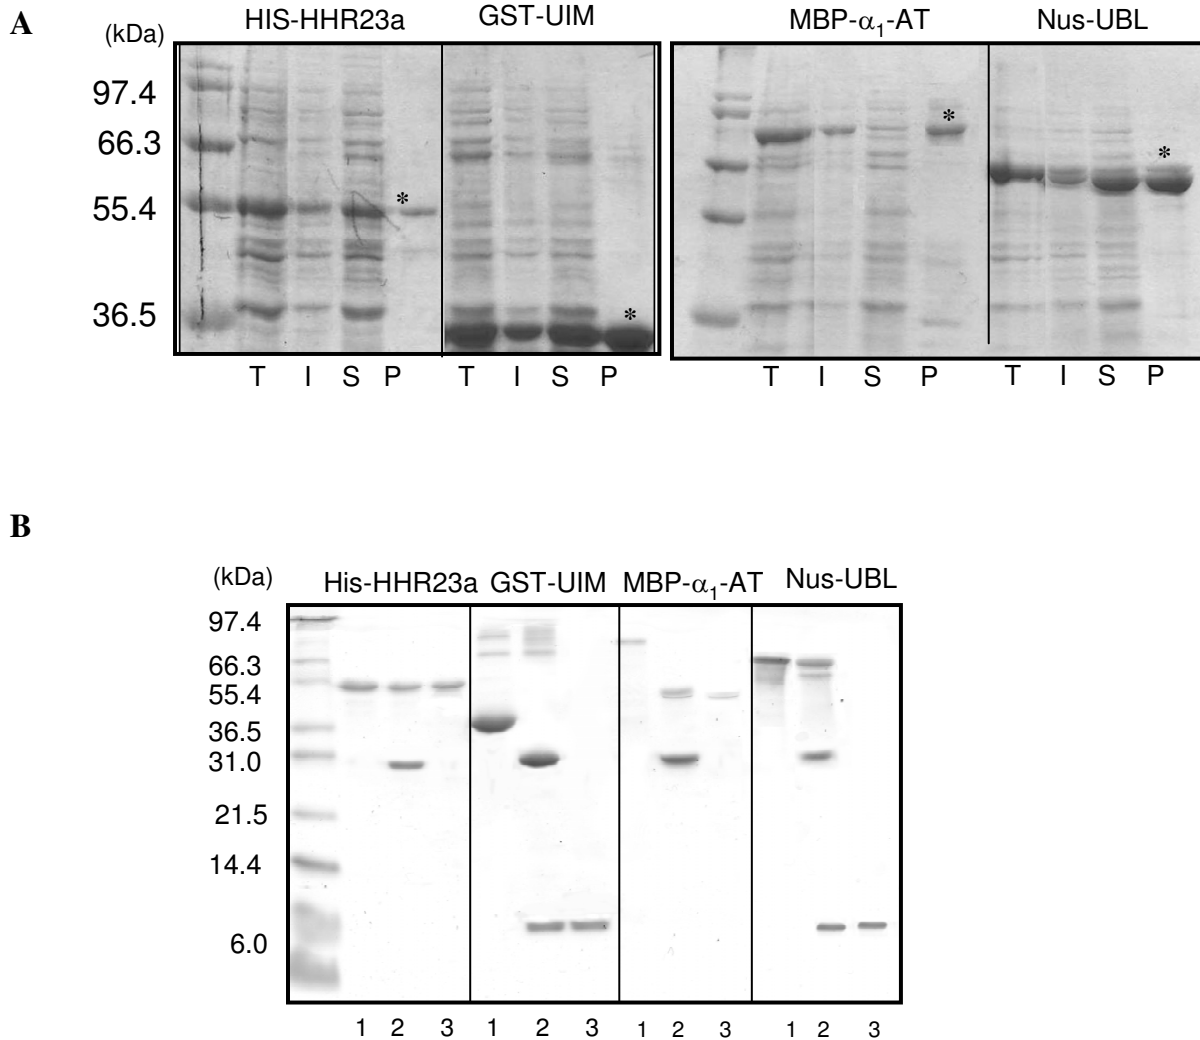 A
(kDa) HIS-HHR23a GST-UIM MBP-α1-AT Nus-UBL
97.4
66.3
55.4
36.5
* * * *
T I S P T I S P T I S P T I S P
B
(kDa) His-HHR23a GST-UIM MBP-α1-AT Nus-UBL
97.4
66.3
55.4
36.5
31.0
21.5
14.4
6.0
1 2 3 1 2 3 1 2 3 1 2 3